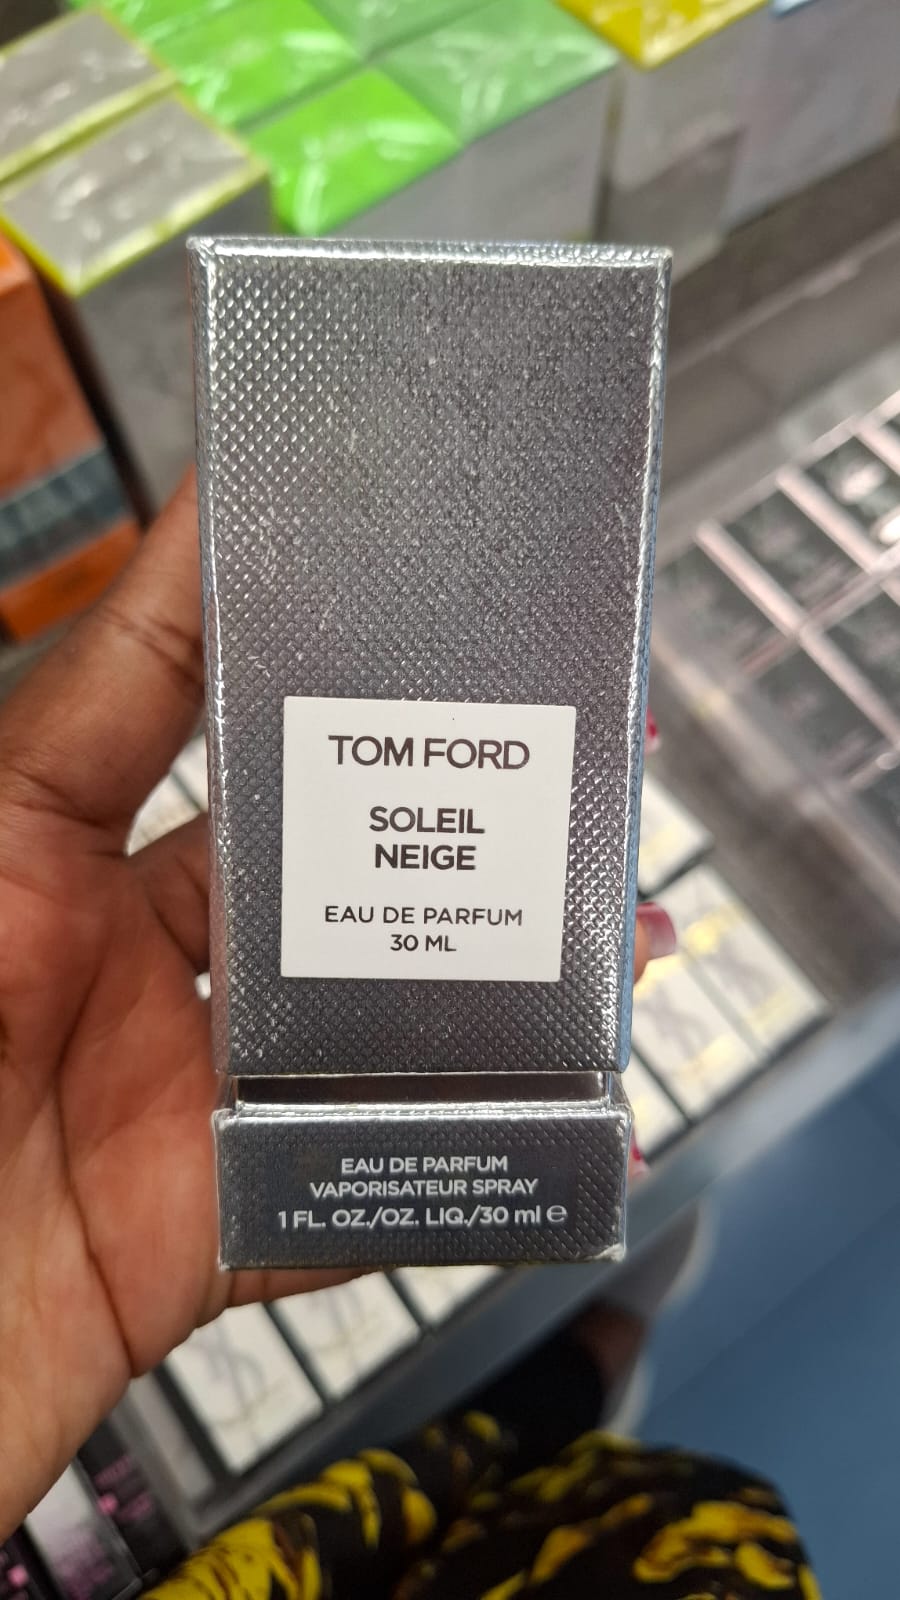 TOM FORD
SOLEIL
NEIGE
EAU DE PARFUM
30 ML
EAU DE PARFUM
VAPORISATEUR SPRAY
1 FL. OZ./OZ. LIQ./30 ml e